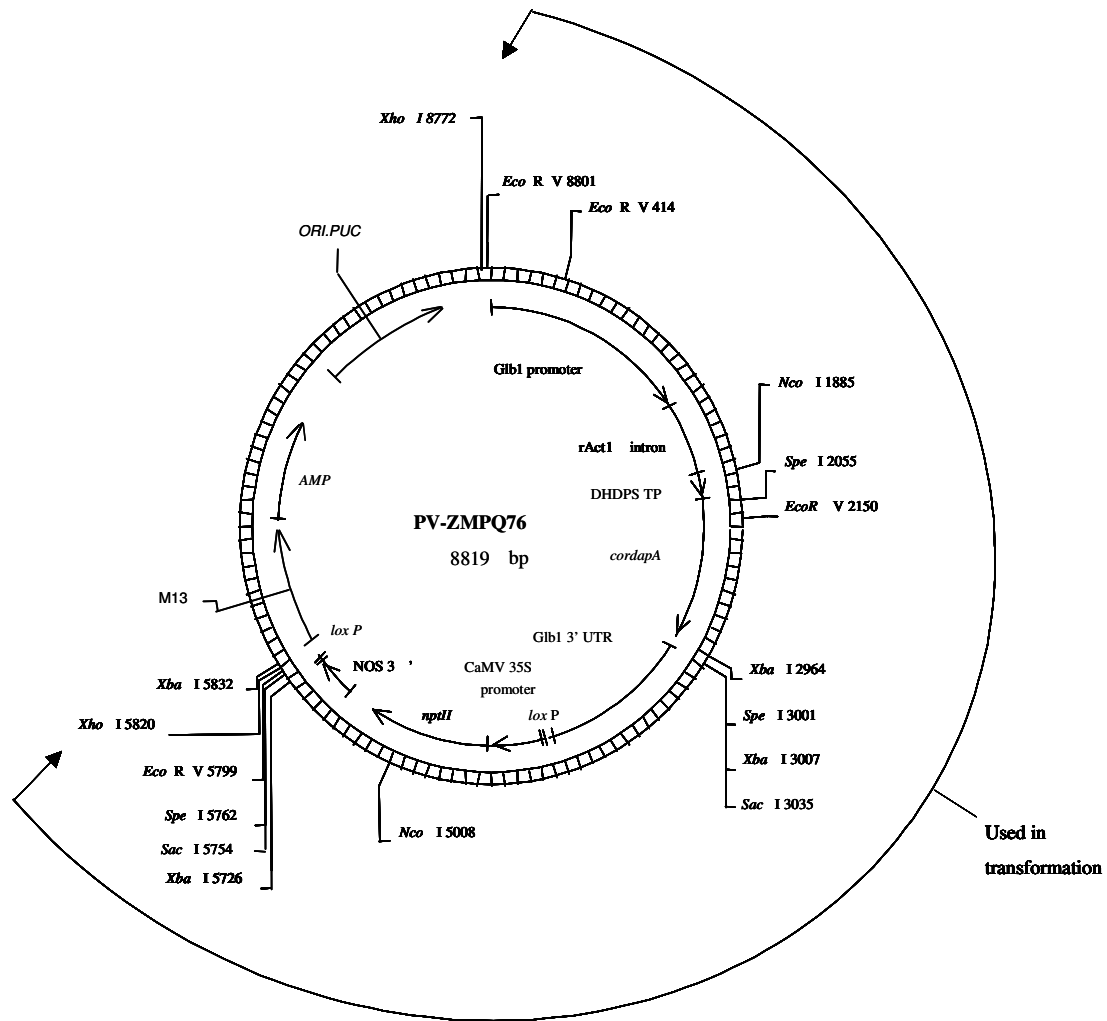 Xho I 8772
Eco R V 8801
Eco R V 414
ORI.PUC
Glb1 promoter
Nco I 1885
rAct1 intron
Spe I 2055
AMP
DHDPS TP
EcoR V 2150
PV-ZMPQ76
8819 bp
cordapA
M13
lox P
Glb1 3' UTR
NOS 3 '
CaMV 35S
promoter
Xba I 2964
Xba I 5832
nptII
lox P
Spe I 3001
Xho I 5820
Xba I 3007
Eco R V 5799
Sac I 3035
Spe I 5762
Nco I 5008
Used in
transformation
Sac I 5754
Xba I 5726